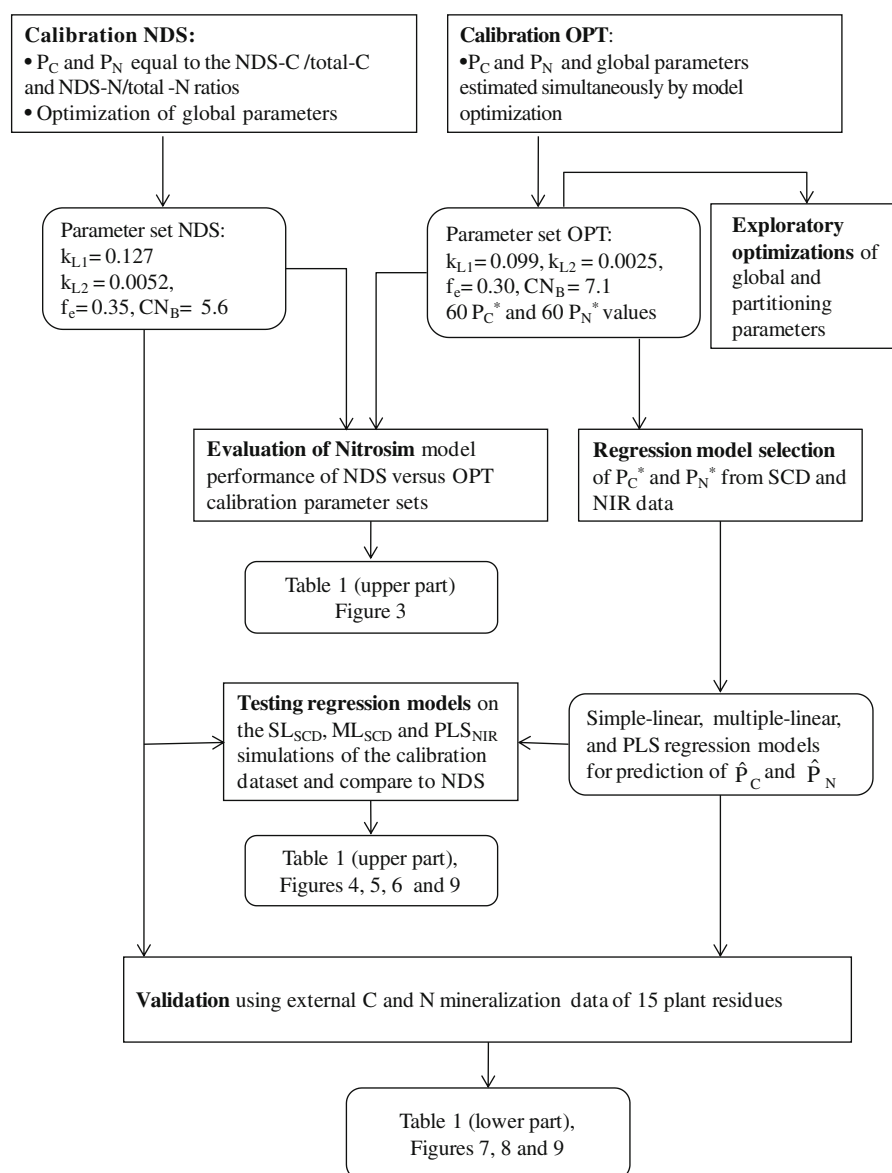 Calibration NDS:
• P_C and P_N equal to the NDS-C /total-C
and NDS-N/total -N ratios
• Optimization of global parameters
Calibration OPT:
•P_C and P_N and global parameters
estimated simultaneously by model
optimization
Parameter set NDS:
k_L1= 0.127
k_L2 = 0.0052,
f_e= 0.35, CN_B= 5.6
Parameter set OPT:
k_L1= 0.099, k_L2 = 0.0025,
f_e= 0.30, CN_B= 7.1
60 P_C* and 60 P_N* values
Exploratory
optimizations of
global and
partitioning
parameters
Evaluation of Nitrosim model
performance of NDS versus OPT
calibration parameter sets
Regression model selection
of P_C* and P_N* from SCD and
NIR data
Table 1 (upper part)
Figure 3
Testing regression models on
the SL_SCD, ML_SCD and PLS_NIR
simulations of the calibration
dataset and compare to NDS
Simple-linear, multiple-linear,
and PLS regression models
for prediction of P̂_C and P̂_N
Table 1 (upper part),
Figures 4, 5, 6 and 9
Validation using external C and N mineralization data of 15 plant residues
Table 1 (lower part),
Figures 7, 8 and 9